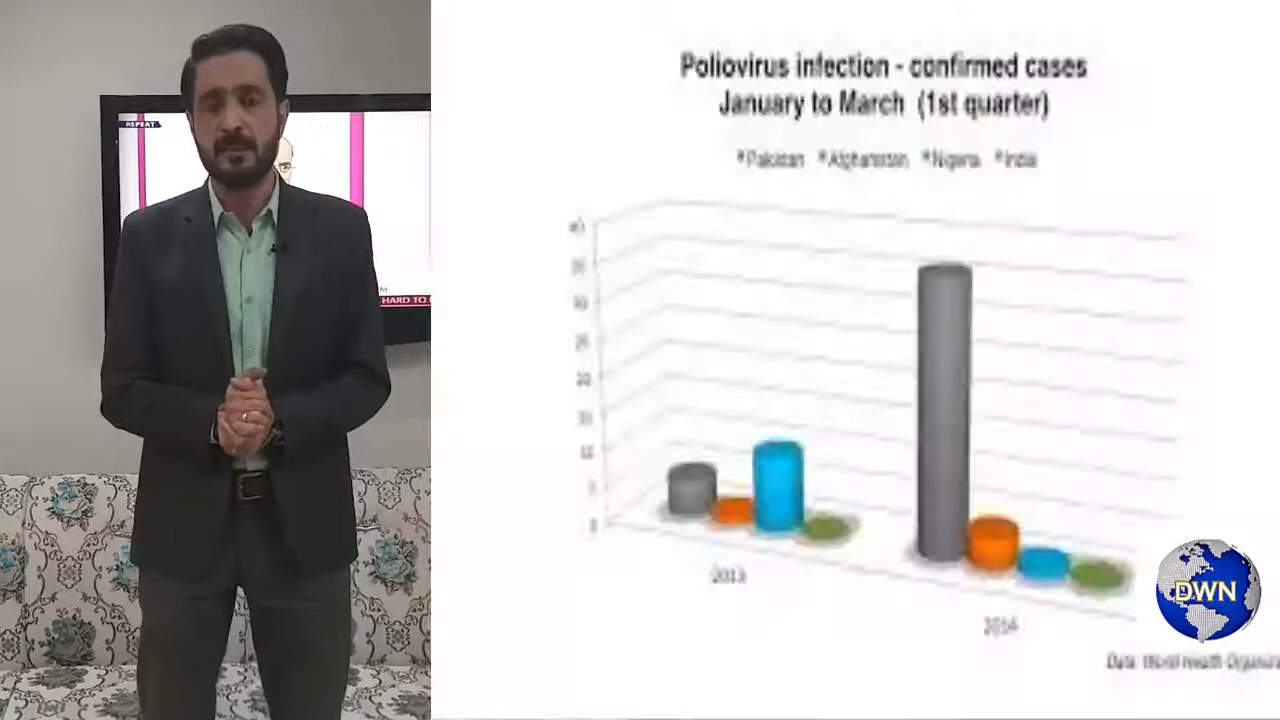 REPEAT
HARD TO
Poliovirus infection - confirmed cases
January to March (1st quarter)
Pakistan Afghanistan Nigeria India
2013
2014
DWN
Data: World Health